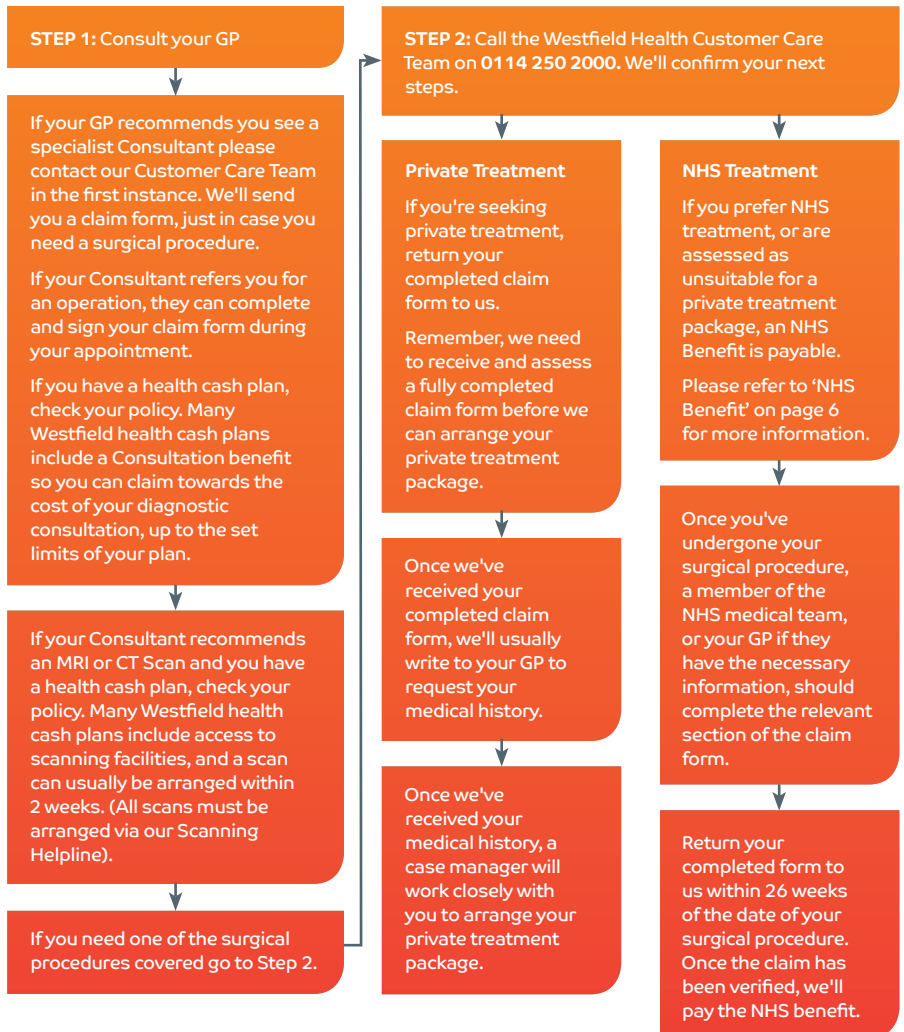 STEP 1: Consult your GP
If your GP recommends you see a
specialist Consultant please
contact our Customer Care Team
in the first instance. We'll send
you a claim form, just in case you
need a surgical procedure.
If your Consultant refers you for
an operation, they can complete
and sign your claim form during
your appointment.
If you have a health cash plan,
check your policy. Many
Westfield health cash plans
include a Consultation benefit
so you can claim towards the
cost of your diagnostic
consultation, up to the set
limits of your plan.
If your Consultant recommends
an MRI or CT Scan and you have
a health cash plan, check your
policy. Many Westfield health
cash plans include access to
scanning facilities, and a scan
can usually be arranged within
2 weeks. (All scans must be
arranged via our Scanning
Helpline).
If you need one of the surgical
procedures covered go to Step 2.
STEP 2: Call the Westfield Health Customer Care
Team on 0114 250 2000. We'll confirm your next
steps.
Private Treatment
If you're seeking
private treatment,
return your
completed claim
form to us.
Remember, we need
to receive and assess
a fully completed
claim form before we
can arrange your
private treatment
package.
Once we've
received your
completed claim
form, we'll usually
write to your GP to
request your
medical history.
Once we've
received your
medical history, a
case manager will
work closely with
you to arrange your
private treatment
package.
NHS Treatment
If you prefer NHS
treatment, or are
assessed as
unsuitable for a
private treatment
package, an NHS
Benefit is payable.
Please refer to ‘NHS
Benefit’ on page 6
for more information.
Once you've
undergone your
surgical procedure,
a member of the
NHS medical team,
or your GP if they
have the necessary
information, should
complete the relevant
section of the claim
form.
Return your
completed form to
us within 26 weeks
of the date of your
surgical procedure.
Once the claim has
been verified, we'll
pay the NHS benefit.